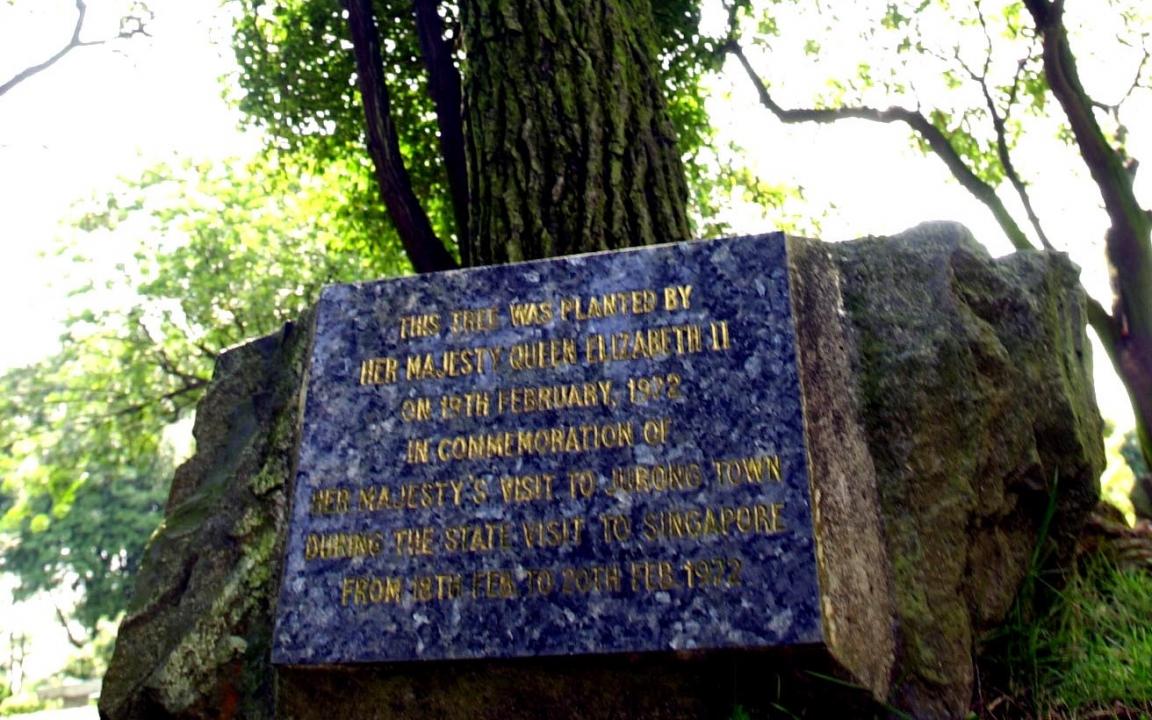 THIS TREE WAS PLANTED BY
HER MAJESTY QUEEN ELIZABETH II
ON 19TH FEBRUARY, 1972
IN COMMEMORATION OF
HER MAJESTY'S VISIT TO JURONG TOWN
DURING THE STATE VISIT TO SINGAPORE
FROM 18TH FEB. TO 20TH FEB. 1972